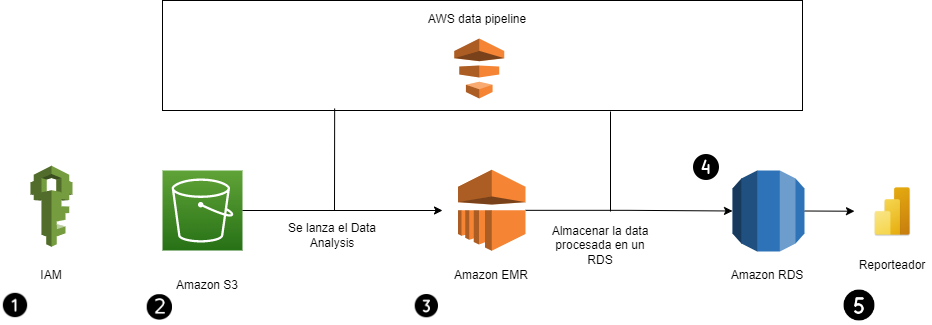 AWS data pipeline
4
Se lanza el Data
Analysis
Almacenar la data
procesada en un
RDS
IAM
Amazon S3
Amazon EMR
Amazon RDS
Reporteador
1
2
3
5